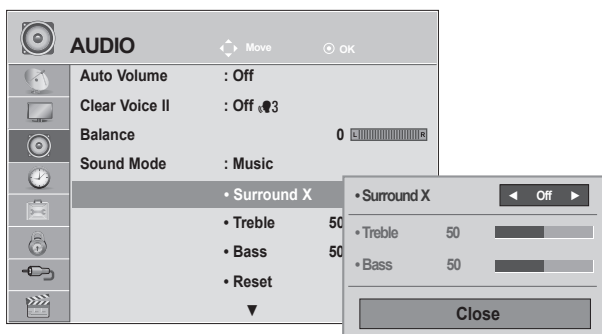 AUDIO Move OK
Auto Volume : Off
Clear Voice II : Off 3
Balance 0 L R
Sound Mode : Music
• Surround X
• Treble 50
• Bass 50
• Reset
▼
• Surround X ◄ Off ►
• Treble 50
• Bass 50
Close